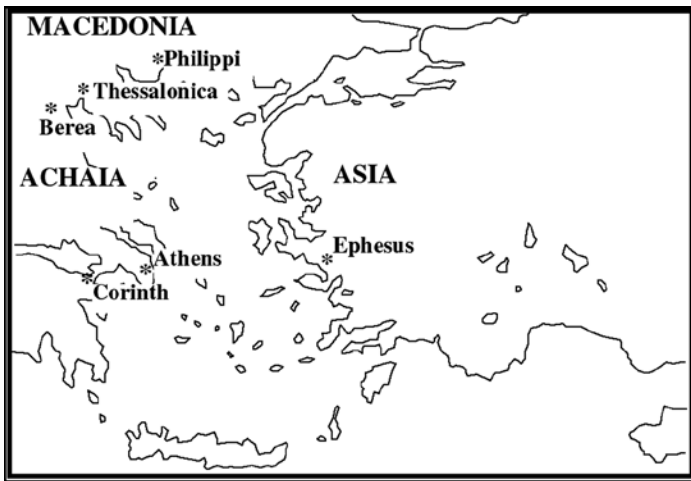 MACEDONIA
*Philippi
*Thessalonica
*
Berea
ACHAIA
ASIA
Ephesus
*
Athens
*
*
Corinth